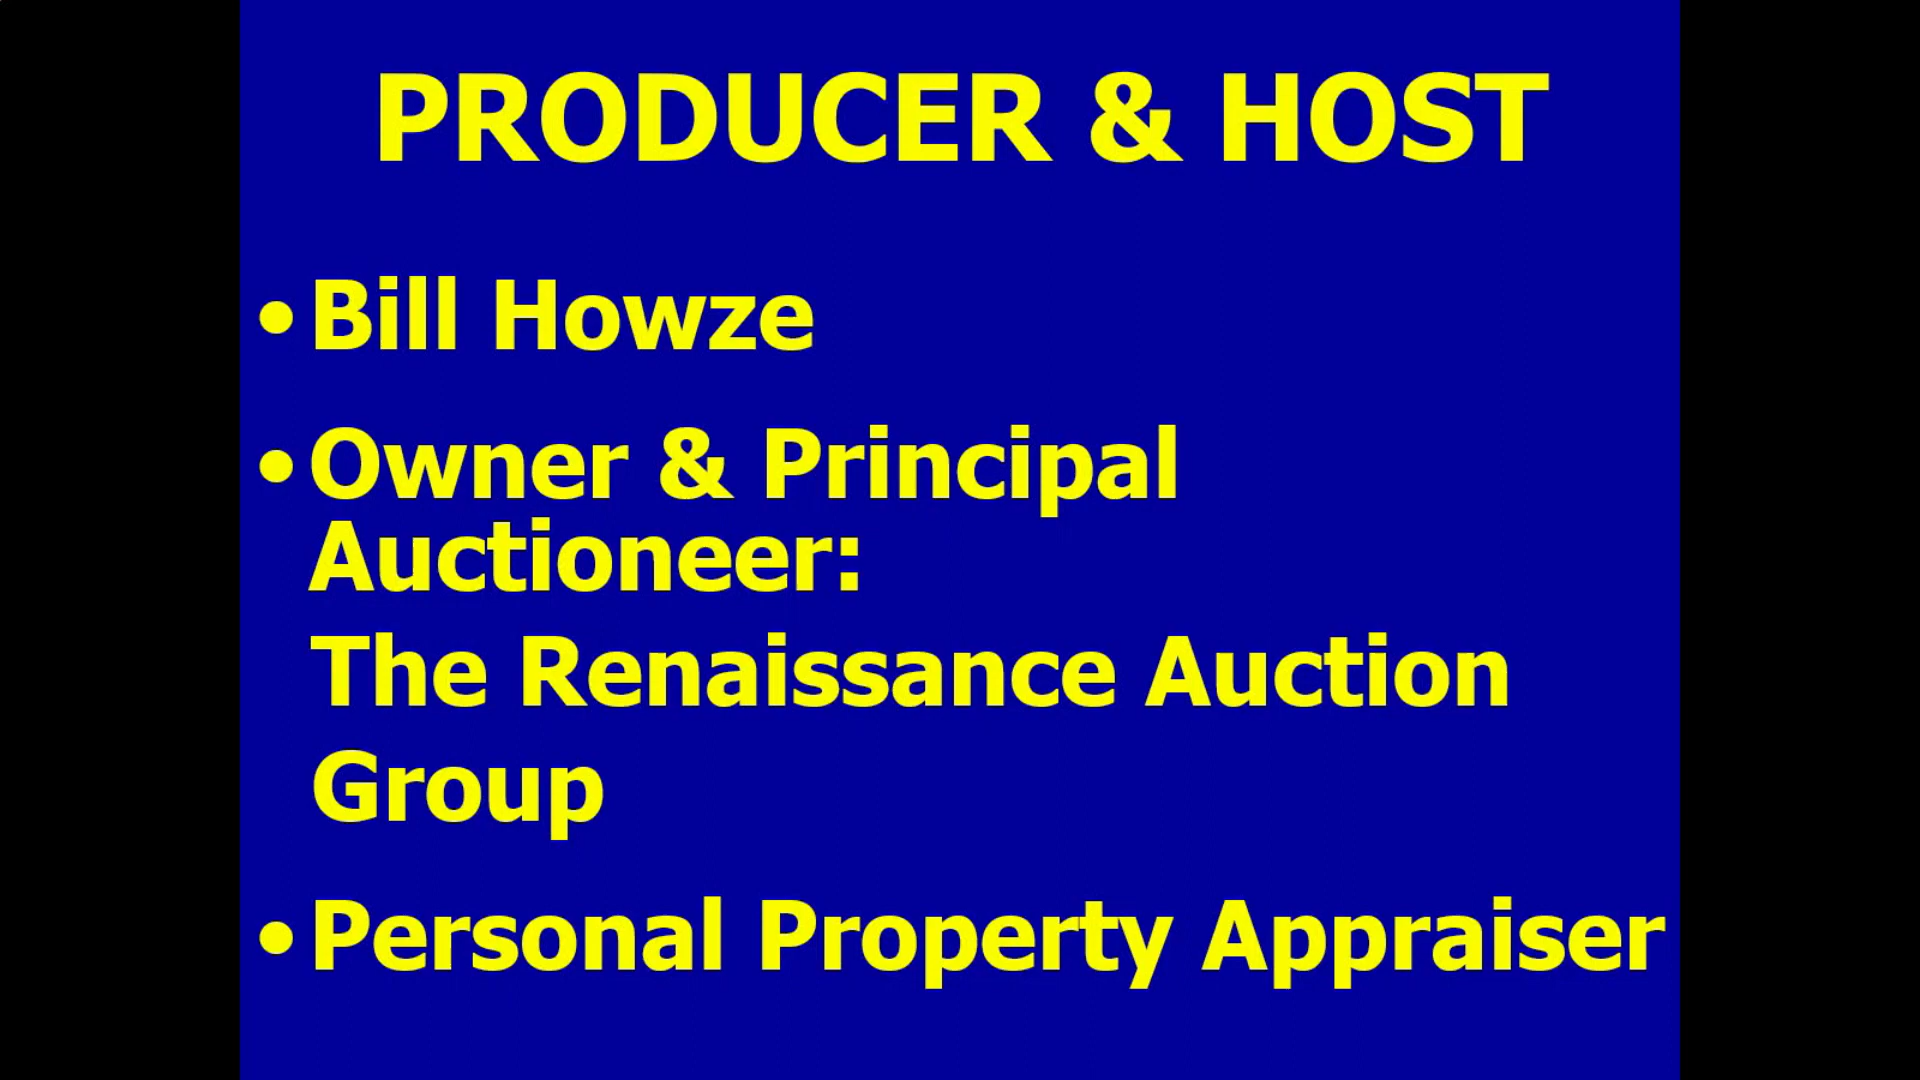 PRODUCER & HOST
•Bill Howze
•Owner & Principal
Auctioneer:
The Renaissance Auction
Group
•Personal Property Appraiser